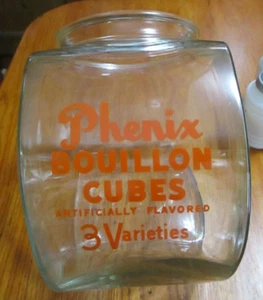 Phenix
BOUILLON
CUBES
ARTIFICIALLY FLAVORED
3 Varieties